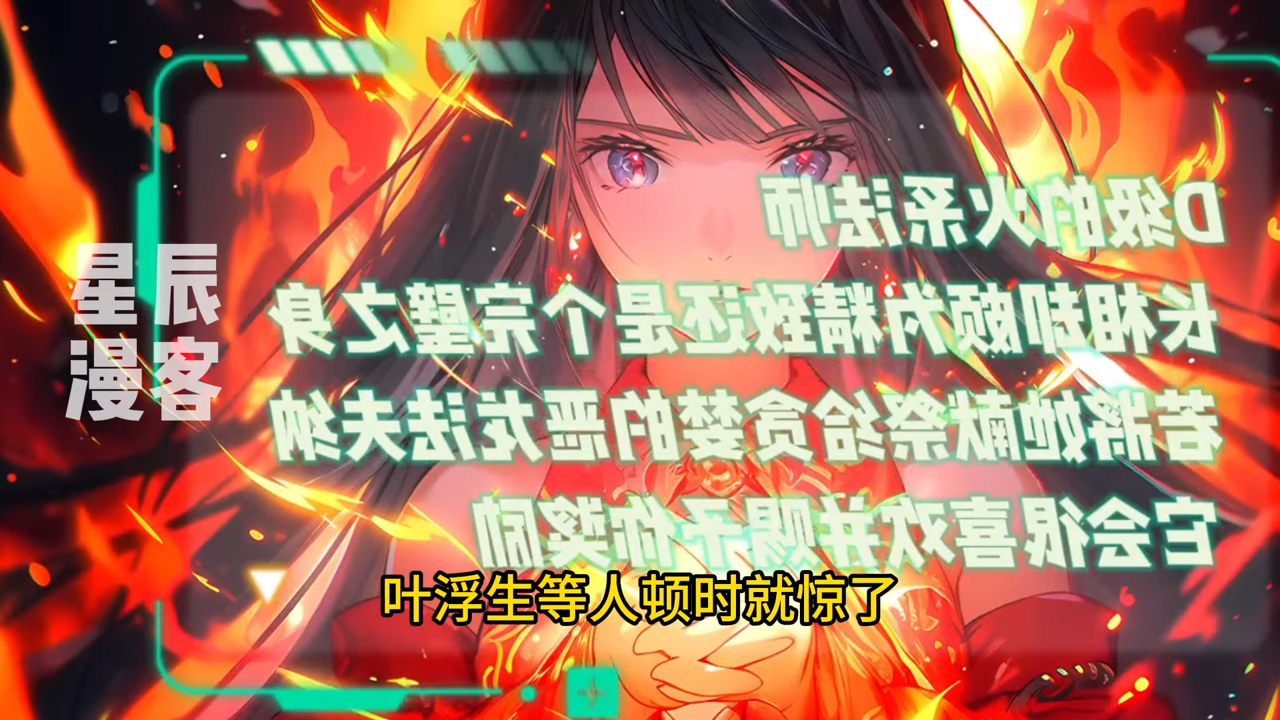 D级的火系法师
长相却颇为精致还是个完璧之身
若将她献祭给贪婪的恶龙法夫纳
它会很喜欢并赐予你奖励
星辰
漫客
叶浮生等人顿时就惊了